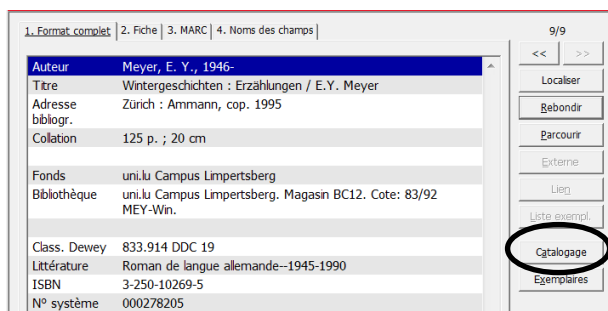 1. Format complet 2. Fiche 3. MARC 4. Noms des champs 9/9
<< >>
Auteur Meyer, E. Y., 1946-
Titre Wintergeschichten : Erzählungen / E.Y. Meyer
Adresse bibliogr. Zürich : Ammann, cop. 1995
Collation 125 p. ; 20 cm
Fonds uni.lu Campus Limpertsberg
Bibliothèque uni.lu Campus Limpertsberg. Magasin BC12. Cote: 83/92
MEY-Win.
Class. Dewey 833.914 DDC 19
Littérature Roman de langue allemande--1945-1990
ISBN 3-250-10269-5
N° système 000278205
Localiser
Rebondir
Parcourir
Externe
Lien
Liste exempl.
Catalogage
Exemplaires